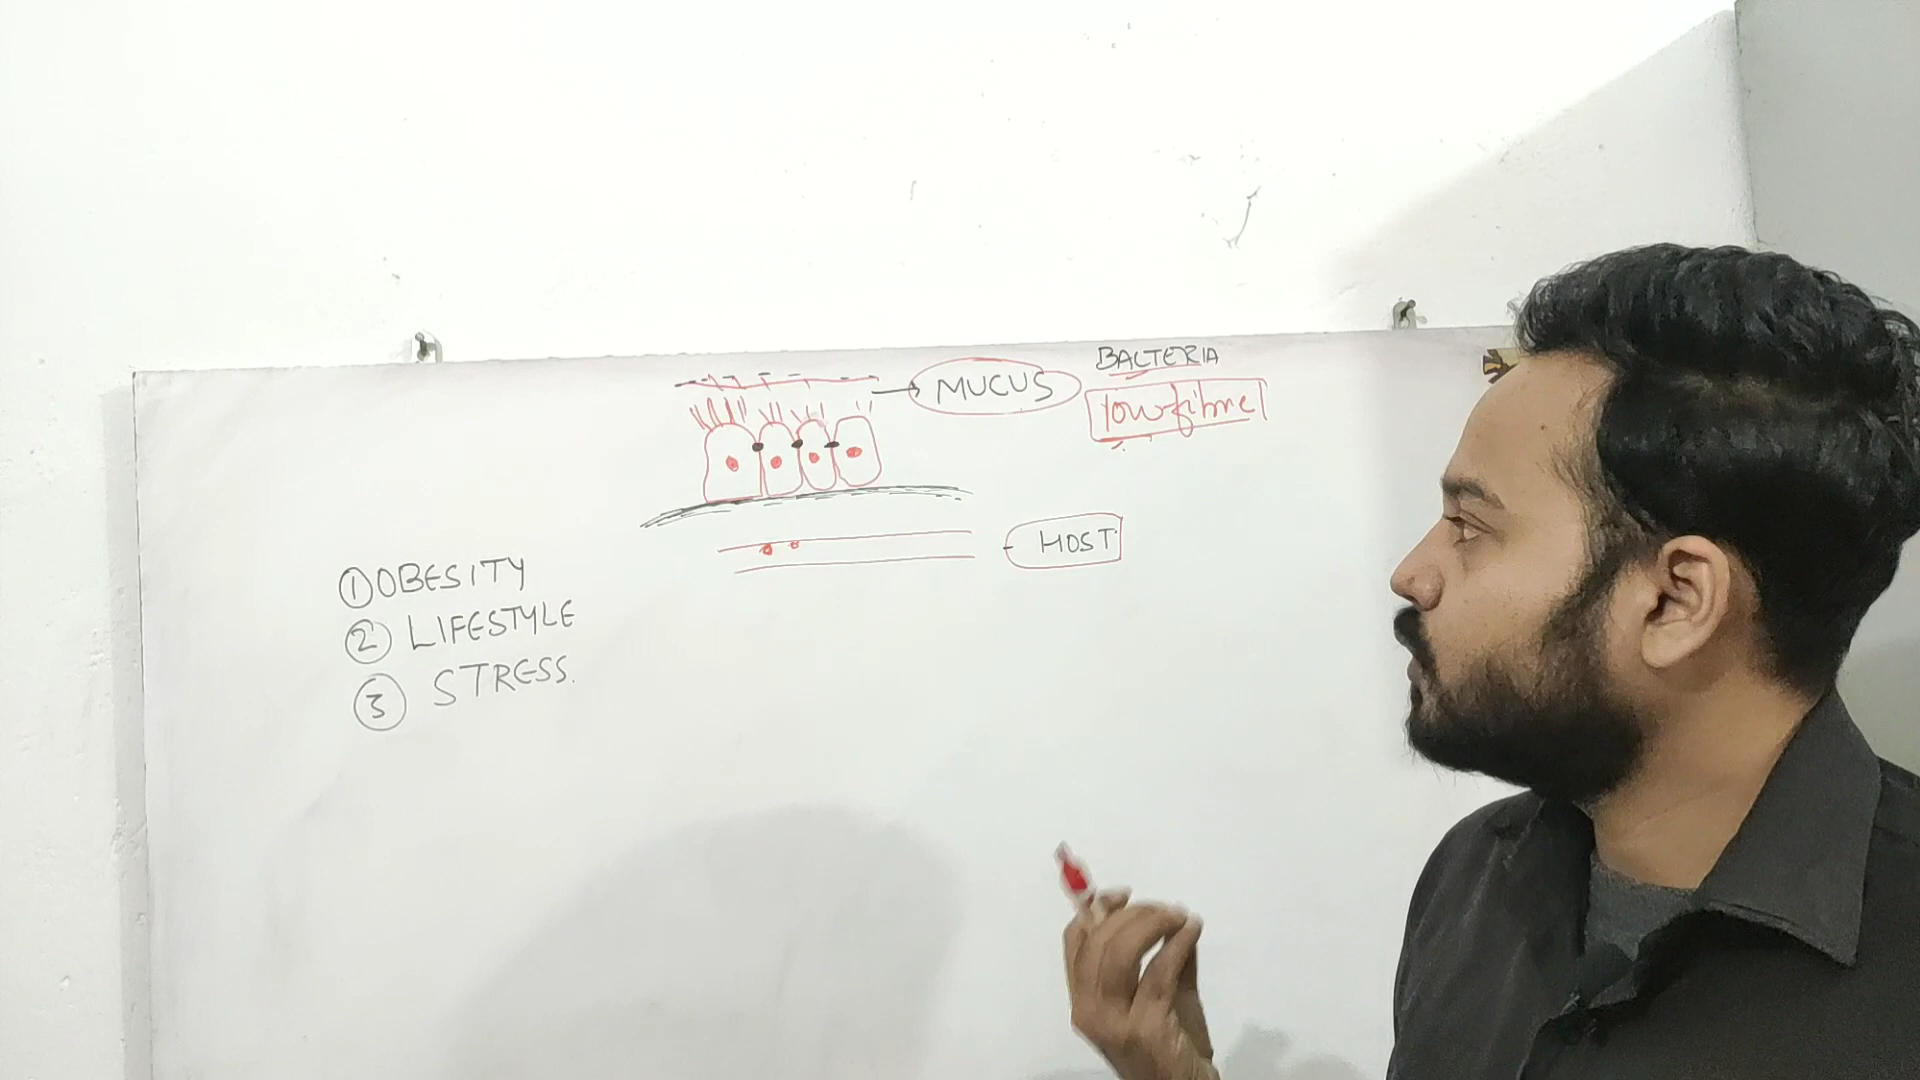 BACTERIA
MUCUS
low fibre
HOST
① OBESITY
② LIFESTYLE
③ STRESS.